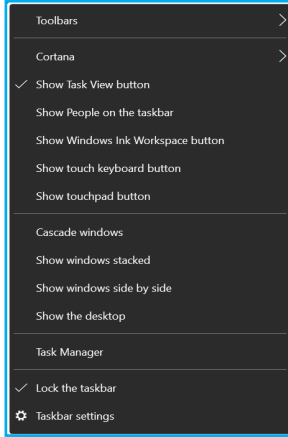 Toolbars
Cortana
Show Task View button
Show People on the taskbar
Show Windows Ink Workspace button
Show touch keyboard button
Show touchpad button
Cascade windows
Show windows stacked
Show windows side by side
Show the desktop
Task Manager
Lock the taskbar
Taskbar settings